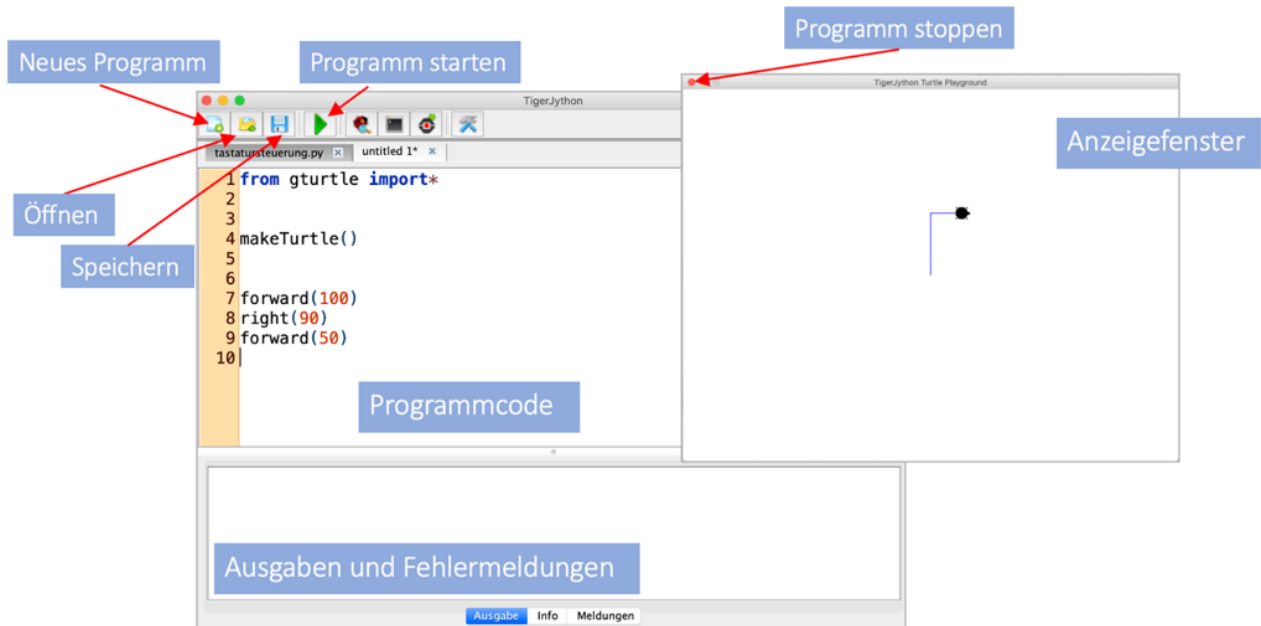 Programm stoppen
Neues Programm
Programm starten
TigerJython Turtle Playground
TigerJython
Anzeigefenster
tastatursteuerung.py
untitled 1*
1 from gturtle import*
2
3
4 makeTurtle()
5
6
7 forward(100)
8 right(90)
9 forward(50)
10
Öffnen
Speichern
Programmcode
Ausgaben und Fehlermeldungen
Ausgabe Info Meldungen